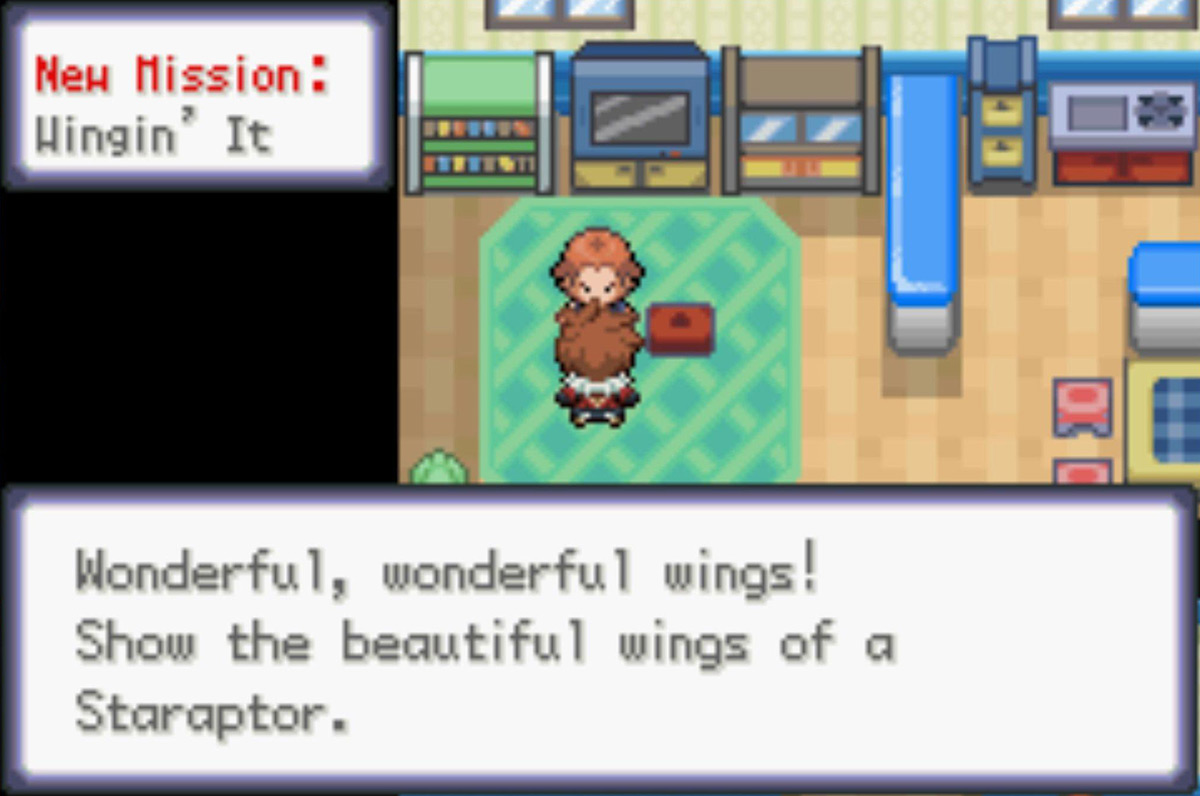 New Mission:
Wingin' It
Wonderful, wonderful wings!
Show the beautiful wings of a
Staraptor.